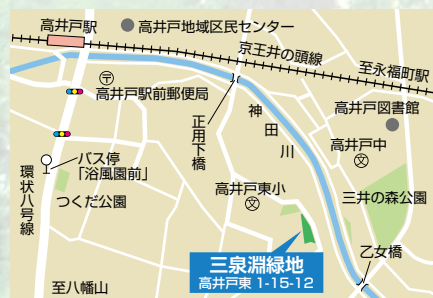 高井戸駅
高井戸地域区民センター
京王井の頭線
至永福町駅
〒
高井戸駅前郵便局
正用下橋
神田川
高井戸図書館
高井戸中
文
バス停
「浴風園前」
環状八号線
つくだ公園
高井戸東小
文
三井の森公園
三泉淵緑地
高井戸東 1-15-12
乙女橋
至八幡山